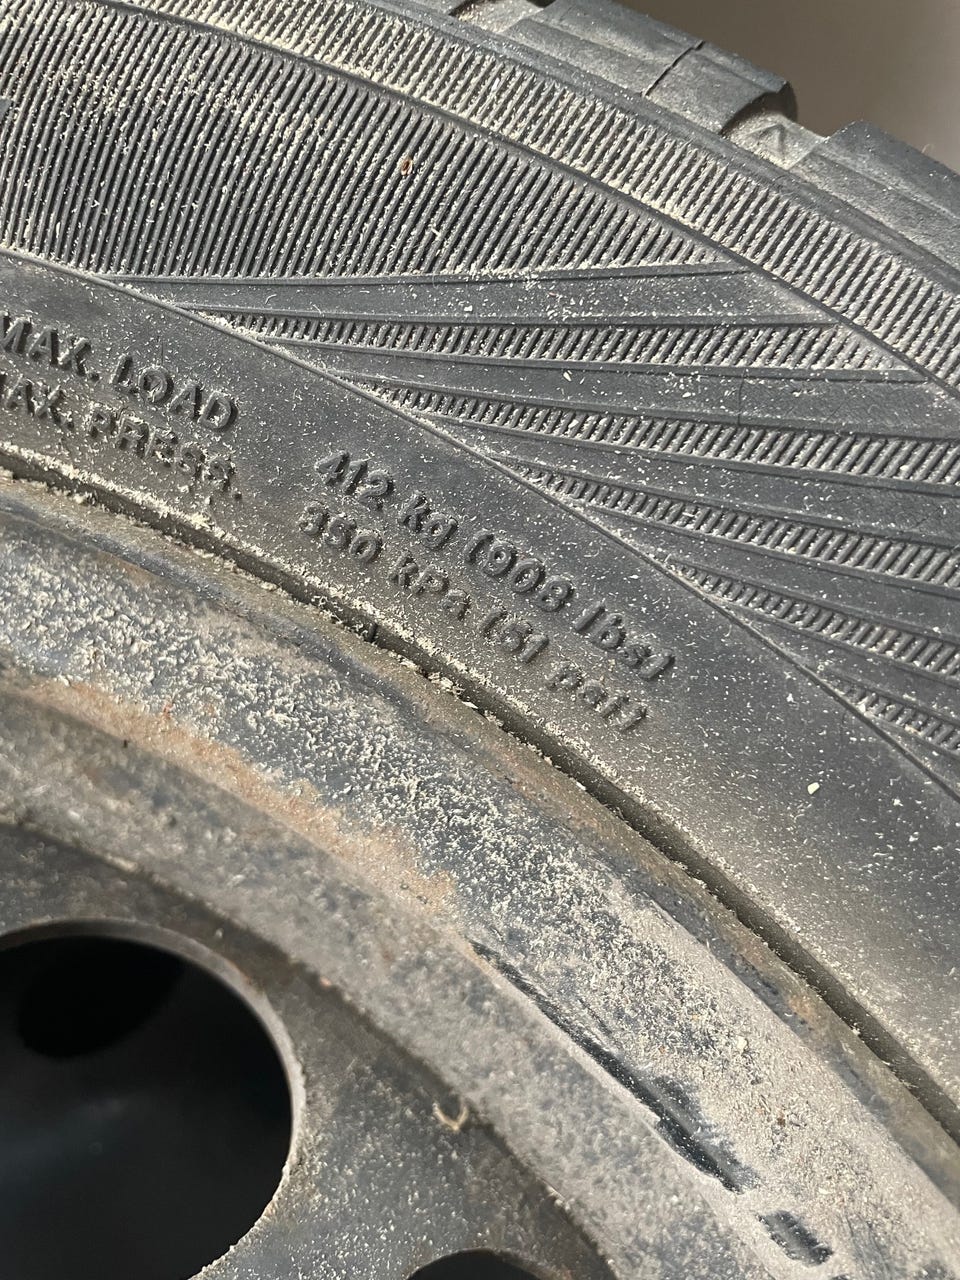 MAX. LOAD 412 kg (908 lbs)
MAX. PRESS. 350 kPa (51 psi)